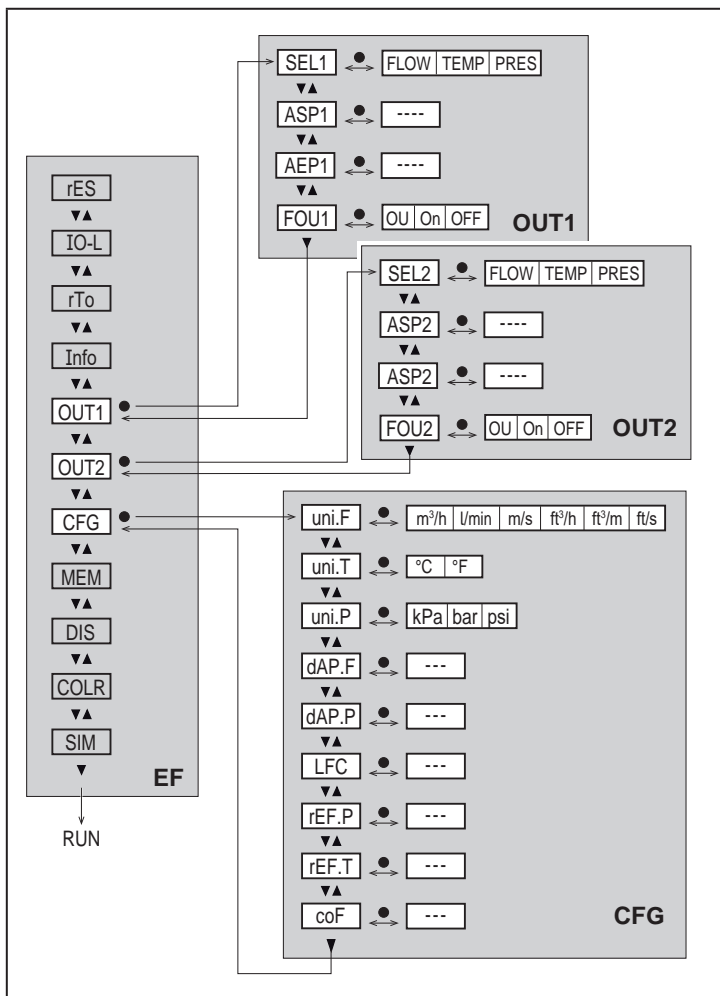 SEL1 FLOW TEMP PRES
ASP1 ----
AEP1 ----
FOU1 OU On OFF
OUT1
SEL2 FLOW TEMP PRES
ASP2 ----
ASP2 ----
FOU2 OU On OFF
OUT2
rES
IO-L
rTo
Info
OUT1
OUT2
CFG
MEM
DIS
COLR
SIM
EF
RUN
uni.F m³/h l/min m/s ft³/h ft³/m ft/s
uni.T °C °F
uni.P kPa bar psi
dAP.F ---
dAP.P ---
LFC ---
rEF.P ---
rEF.T ---
coF ---
CFG